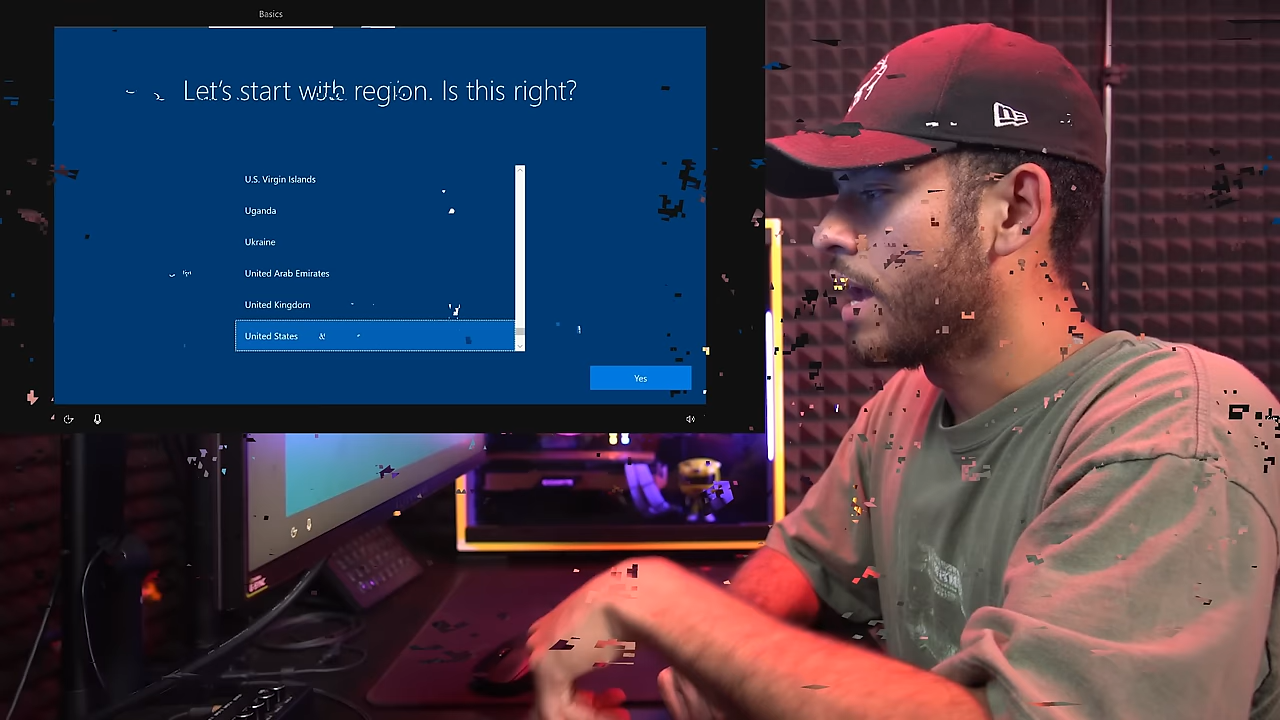 Basics
Let's start with region. Is this right?
U.S. Virgin Islands
Uganda
Ukraine
United Arab Emirates
United Kingdom
United States
Yes